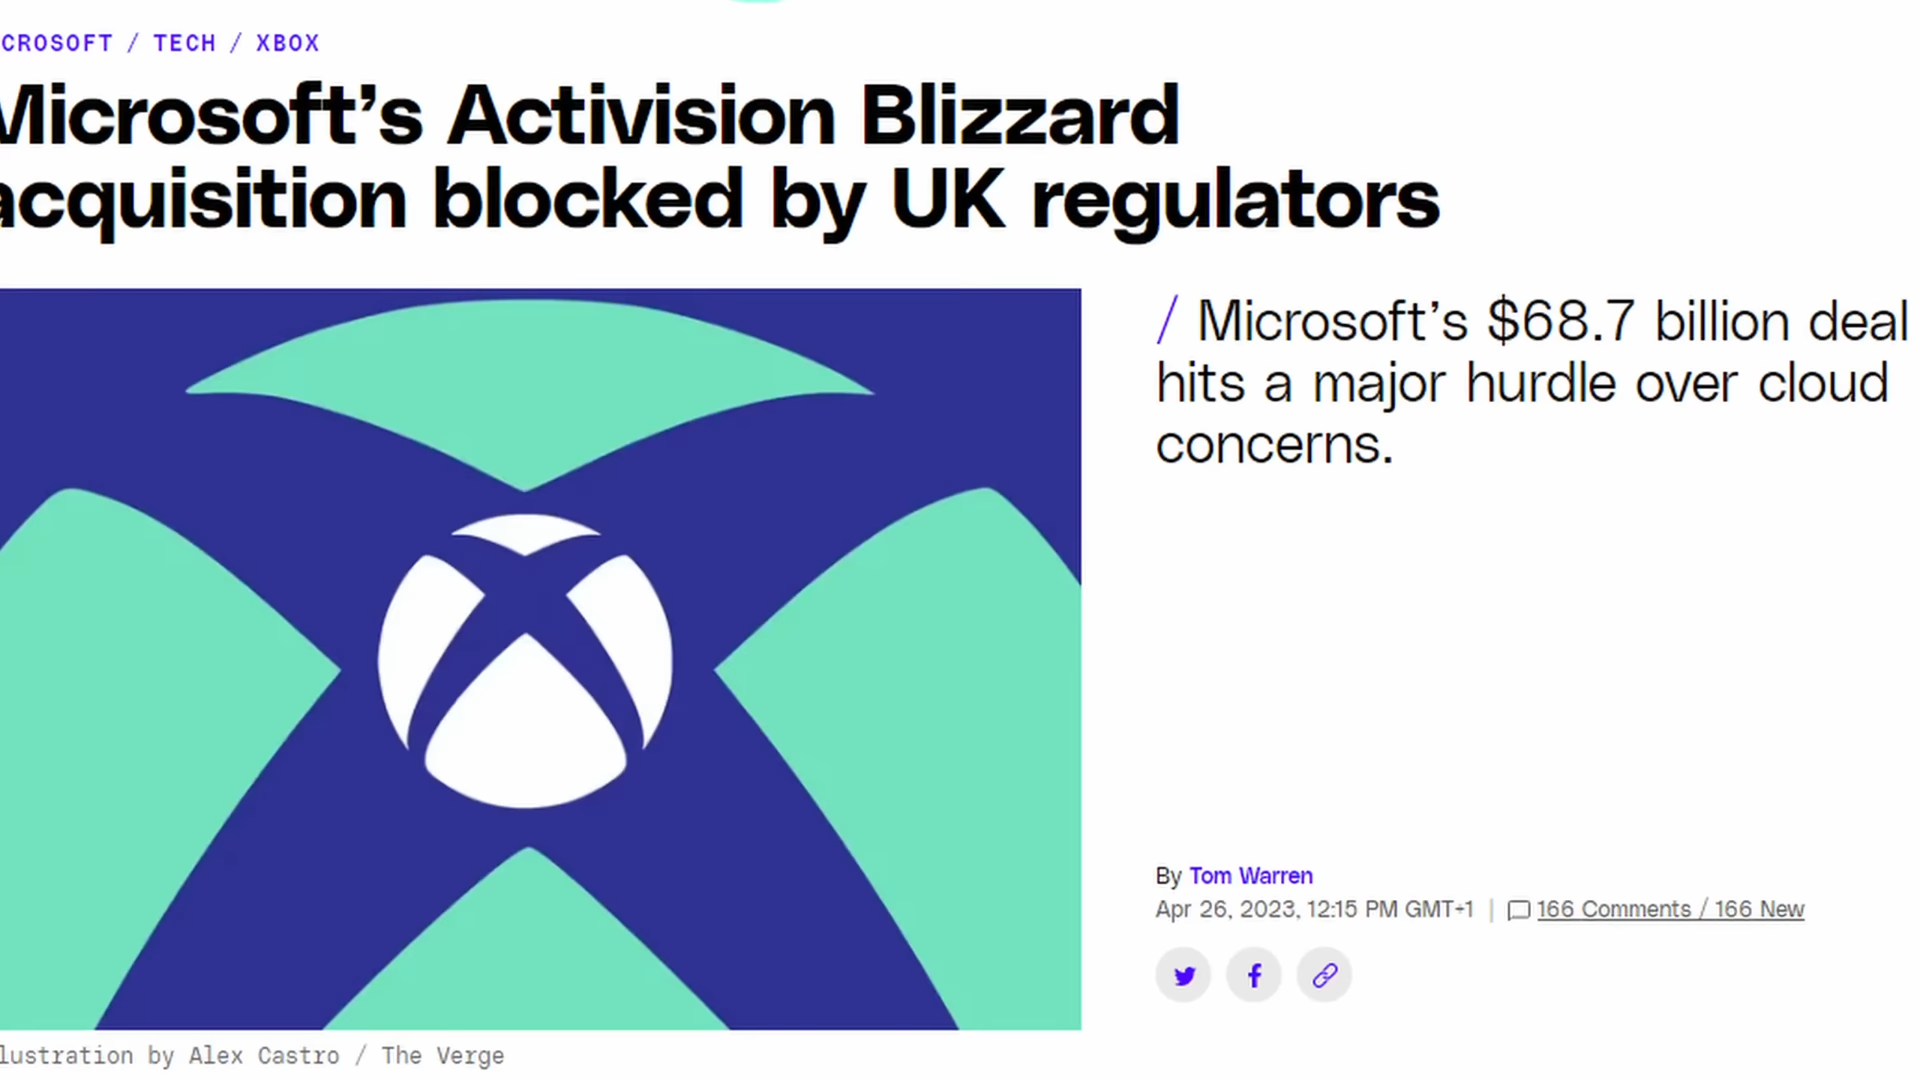 CROSOFT / TECH / XBOX
Microsoft’s Activision Blizzard
acquisition blocked by UK regulators
/ Microsoft’s $68.7 billion deal
hits a major hurdle over cloud
concerns.
By Tom Warren
Apr 26, 2023, 12:15 PM GMT+1 | 166 Comments / 166 New
lustration by Alex Castro / The Verge